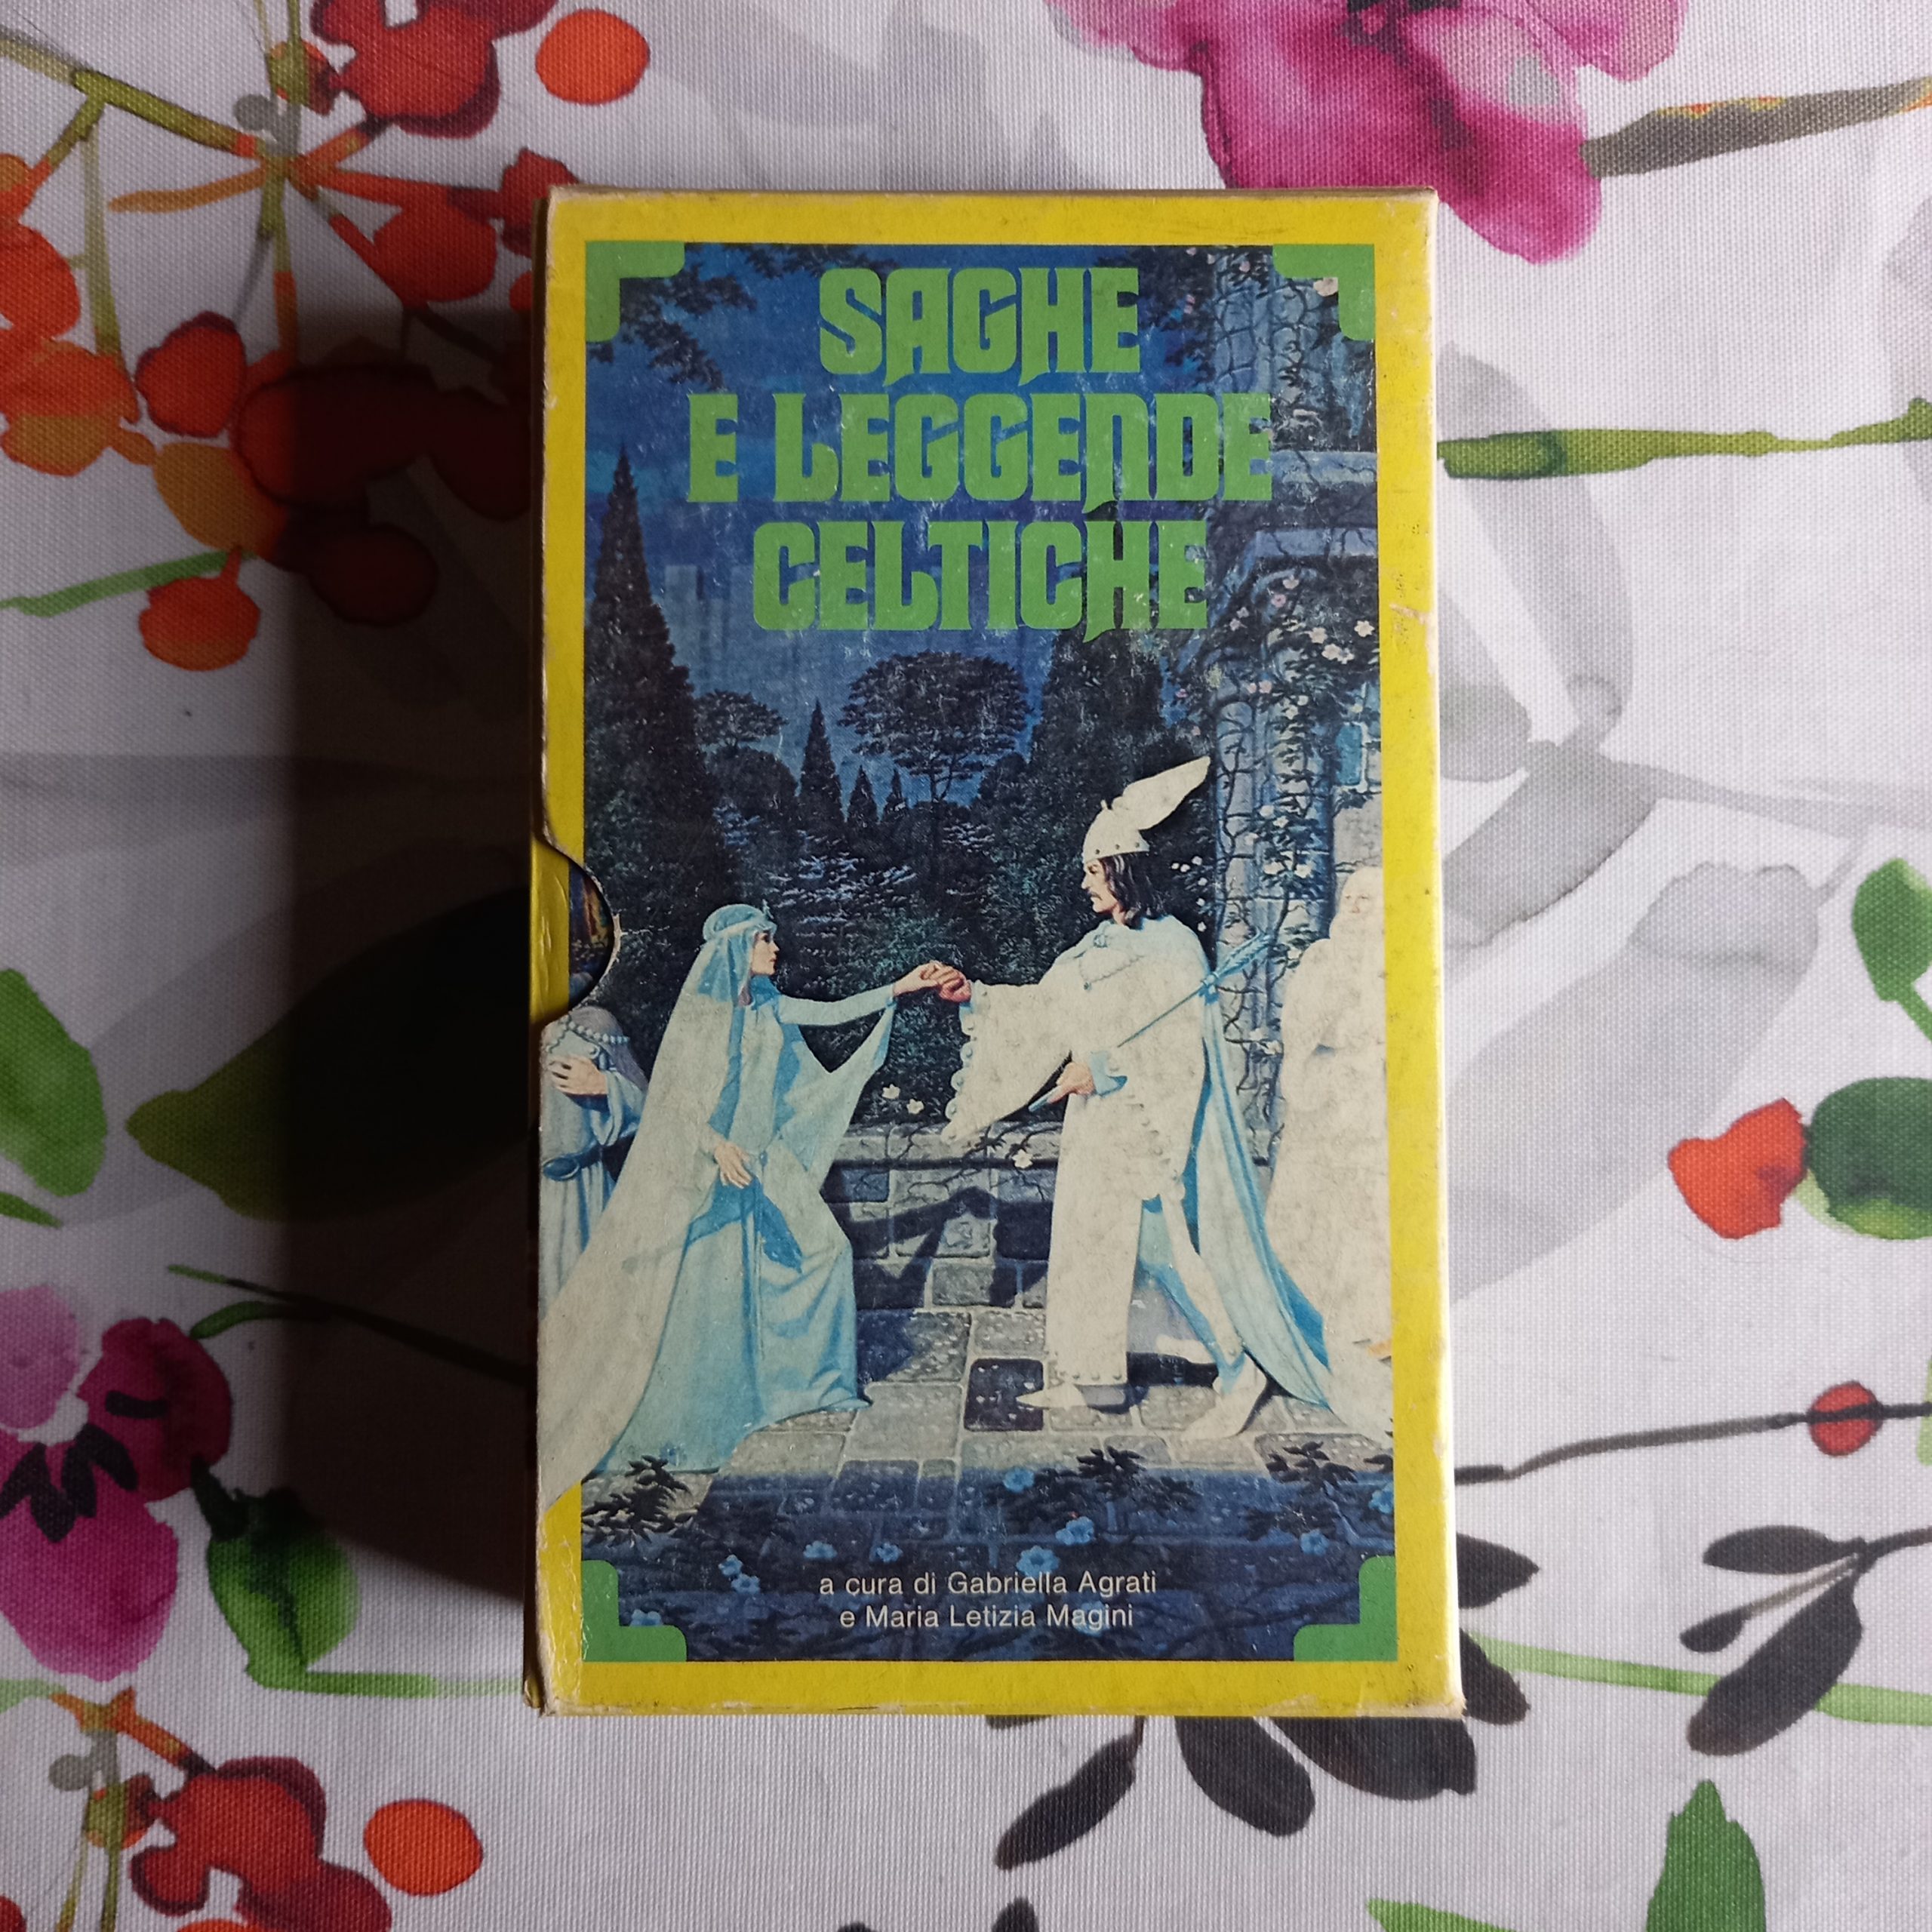 SAGHE
E LEGGENDE
CELTICHE
a cura di Gabriella Agrati
e Maria Letizia Magini